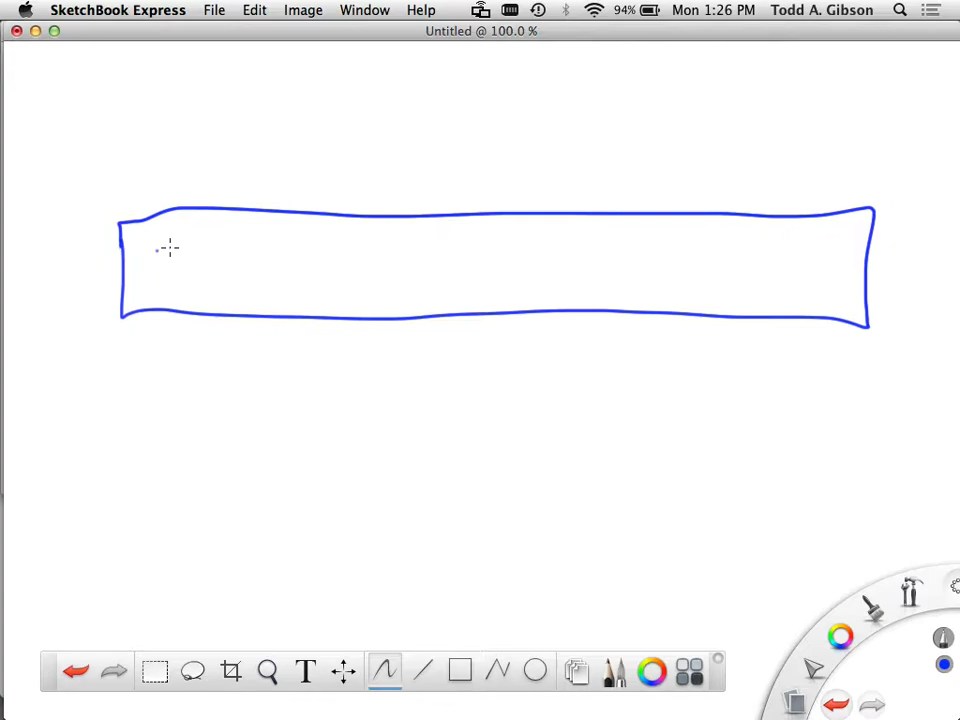 SketchBook Express File Edit Image Window Help 94% Mon 1:26 PM Todd A. Gibson
Untitled @ 100.0 %
T